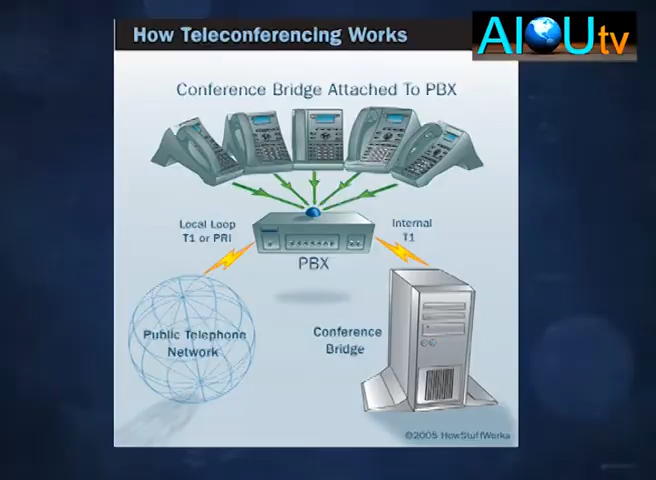 How Teleconferencing Works
AIOUtv
Conference Bridge Attached To PBX
Local Loop
T1 or PRI
Internal
T1
PBX
Public Telephone
Network
Conference
Bridge
©2005 HowStuffWorks